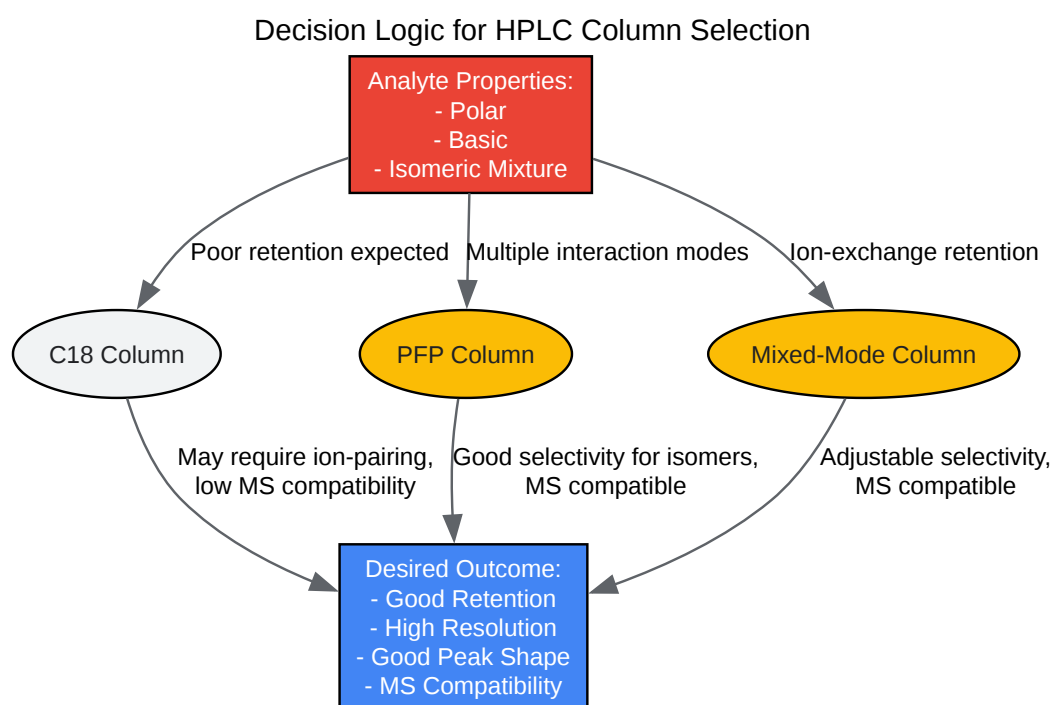 Decision Logic for HPLC Column Selection
Analyte Properties:
- Polar
- Basic
- Isomeric Mixture
Poor retention expected
Multiple interaction modes
Ion-exchange retention
C18 Column
PFP Column
Mixed-Mode Column
May require ion-pairing,
low MS compatibility
Good selectivity for isomers,
MS compatible
Adjustable selectivity,
MS compatible
Desired Outcome:
- Good Retention
- High Resolution
- Good Peak Shape
- MS Compatibility